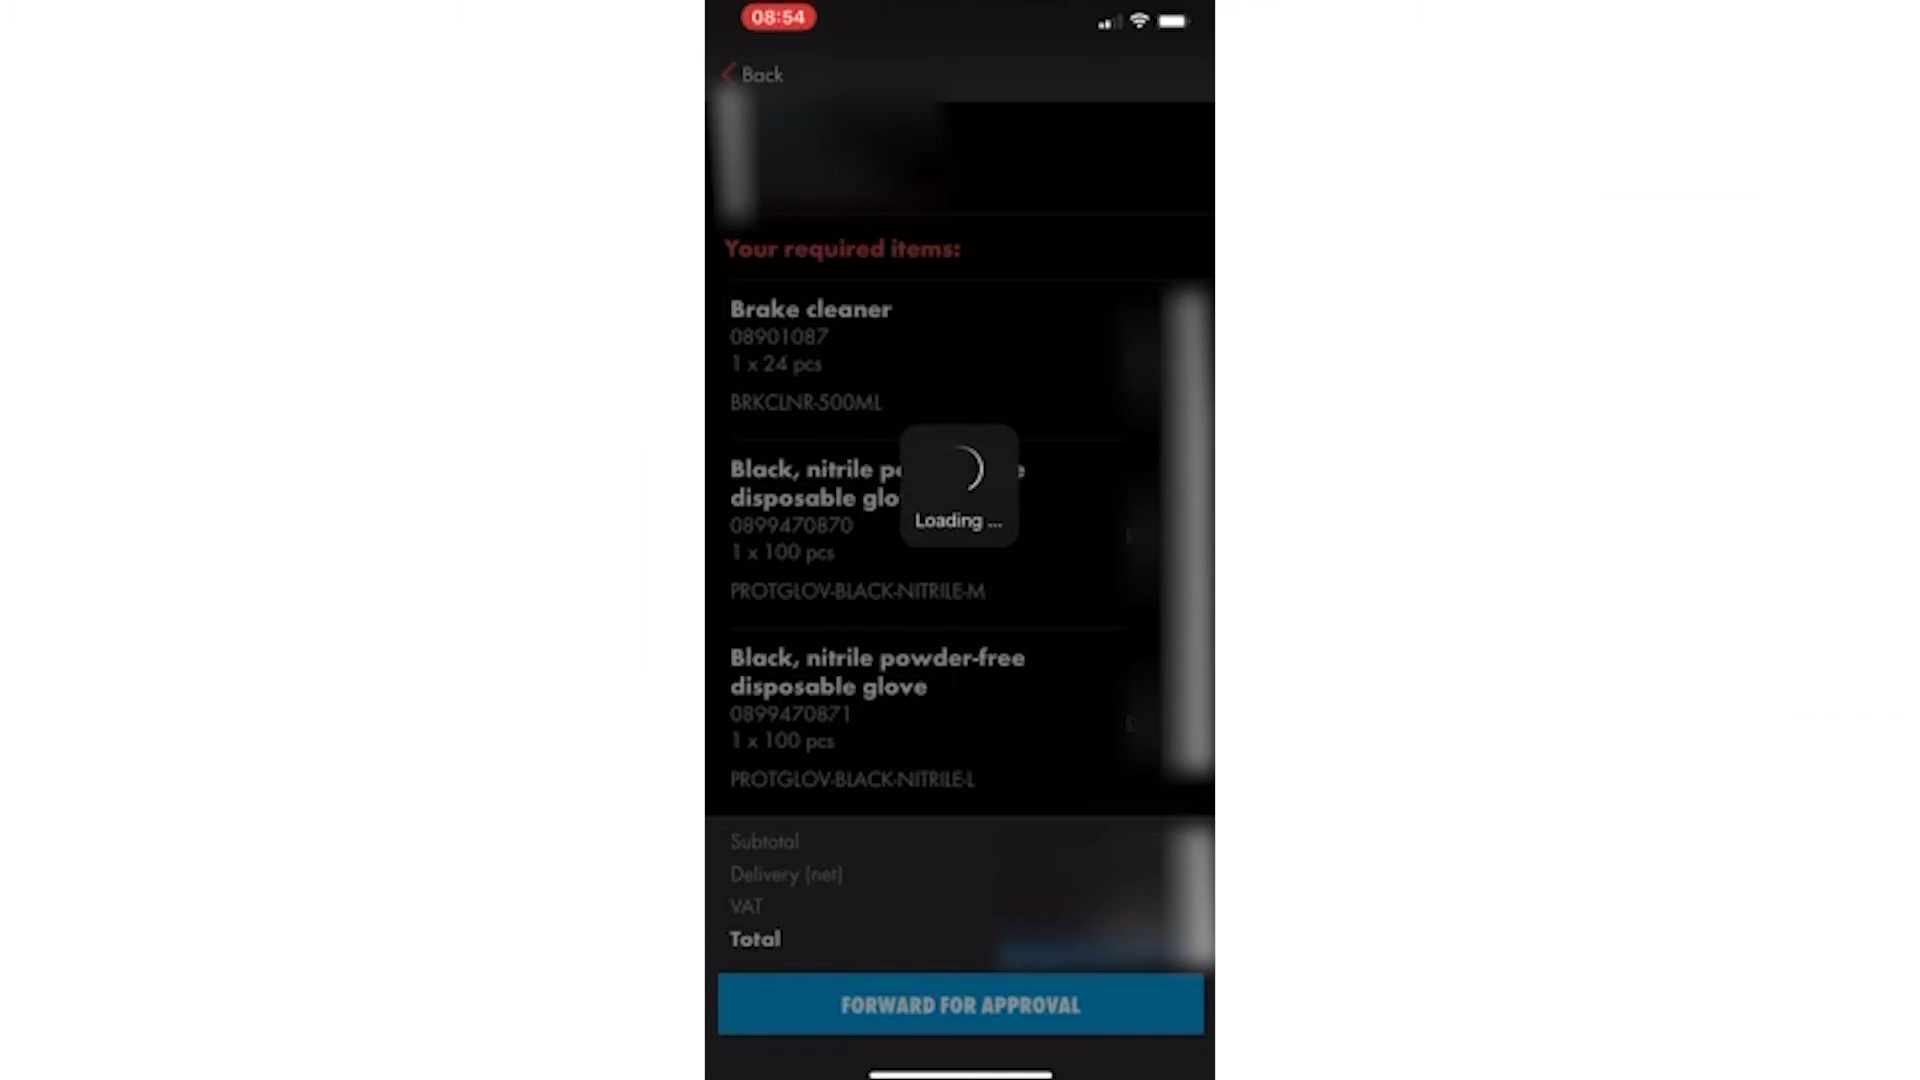 08:54
Back
Your required items:
Brake cleaner
08901087
1 x 24 pcs
BRKCLNR-500ML
Black, nitrile
disposable
0899470870
1 x 100 pcs
PROTGLOV-BLACK-NITRILE-M
Loading ...
Black, nitrile powder-free
disposable glove
0899470871
1 x 100 pcs
PROTGLOV-BLACK-NITRILE-L
Subtotal
Delivery (net)
VAT
Total
FORWARD FOR APPROVAL